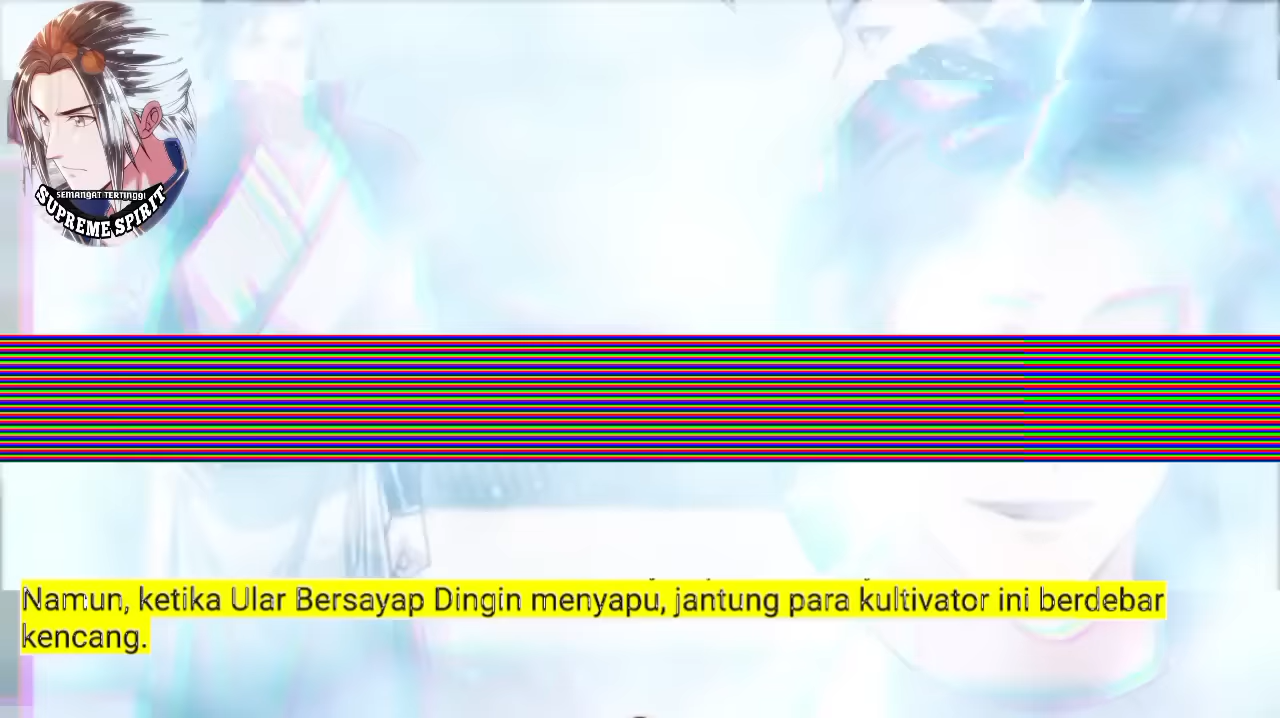 SEMANGAT TERTINGGI
SUPREME SPIRIT
Namun, ketika Ular Bersayap Dingin menyapu, jantung para kultivator ini berdebar
kencang.